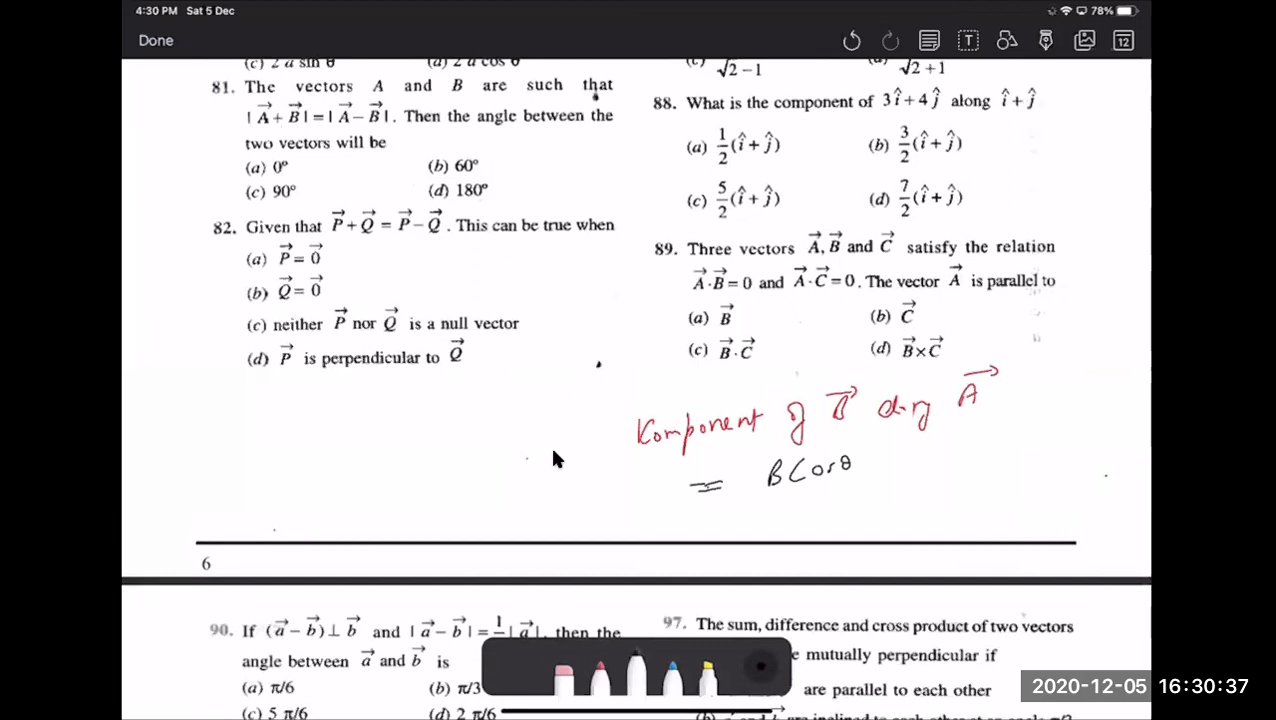 4:30 PM Sat 5 Dec
78%
Done
12
(c) 2 a sin θ
(d) 2 a cos θ
81. The vectors A and B are such that
|A⃗ + B⃗| = |A⃗ − B⃗|. Then the angle between the
two vectors will be
(a) 0°
(b) 60°
(c) 90°
(d) 180°
82. Given that P⃗ + Q⃗ = P⃗ − Q⃗. This can be true when
(a) P⃗ = 0⃗
(b) Q⃗ = 0⃗
(c) neither P⃗ nor Q⃗ is a null vector
(d) P⃗ is perpendicular to Q⃗
√2 − 1
√2 + 1
88. What is the component of 3î + 4ĵ along î + ĵ
(a) 1/2 (î + ĵ)
(b) 3/2 (î + ĵ)
(c) 5/2 (î + ĵ)
(d) 7/2 (î + ĵ)
89. Three vectors A⃗, B⃗ and C⃗ satisfy the relation
A⃗ · B⃗ = 0 and A⃗ · C⃗ = 0. The vector A⃗ is parallel to
(a) B⃗
(b) C⃗
(c) B⃗ · C⃗
(d) B⃗ × C⃗
Component of B⃗ A⃗
= B Cos θ
6
90. If (a⃗ − b⃗) ⊥ b⃗ and |a⃗ − b⃗| = 1/ |a⃗|, then the
angle between a⃗ and b⃗ is
(a) π/6
(b) π/3
(c) 5 π/6
(d) 2 π/6
97. The sum, difference and cross product of two vectors
mutually perpendicular if
are parallel to each other
2020-12-05 16:30:37